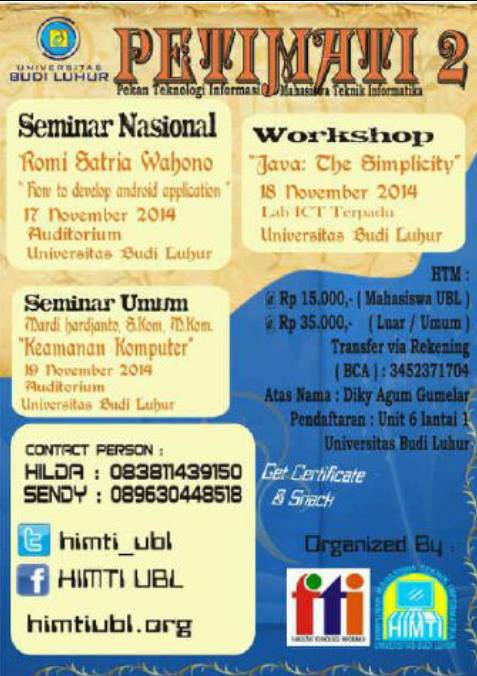 UNIVERSITAS
BUDI LUHUR
PETIMATI 2
Pekan Teknologi Informasi Mahasiswa Teknik Informatika
Seminar Nasional
Romi Satria Wahono
" How to develop android application "
17 November 2014
Auditorium
Universitas Budi Luhur
Workshop
"Java: The Simplicity"
18 November 2014
Lab ICT Terpadu
Universitas Budi Luhur
Seminar Umum
Mardi hardjanto, S.Kom, M.Kom.
"Keamanan Komputer"
19 November 2014
Auditorium
Universitas Budi Luhur
HTM :
@ Rp 15.000,- ( Mahasiswa UBL )
@ Rp 35.000,- ( Luar / Umum )
Transfer via Rekening
( BCA ) : 3452371704
Atas Nama : Diky Agum Gumelar
Pendaftaran : Unit 6 lantai 1
Universitas Budi Luhur
CONTACT PERSON :
HILDA : 083811439150
SENDY : 089630448518
himti_ubl
HIMTI UBL
himtiubl.org
Get Certificate
& Snack
Organized By :
fti
FAKULTAS TEKNOLOGI INFORMASI
HIMTI